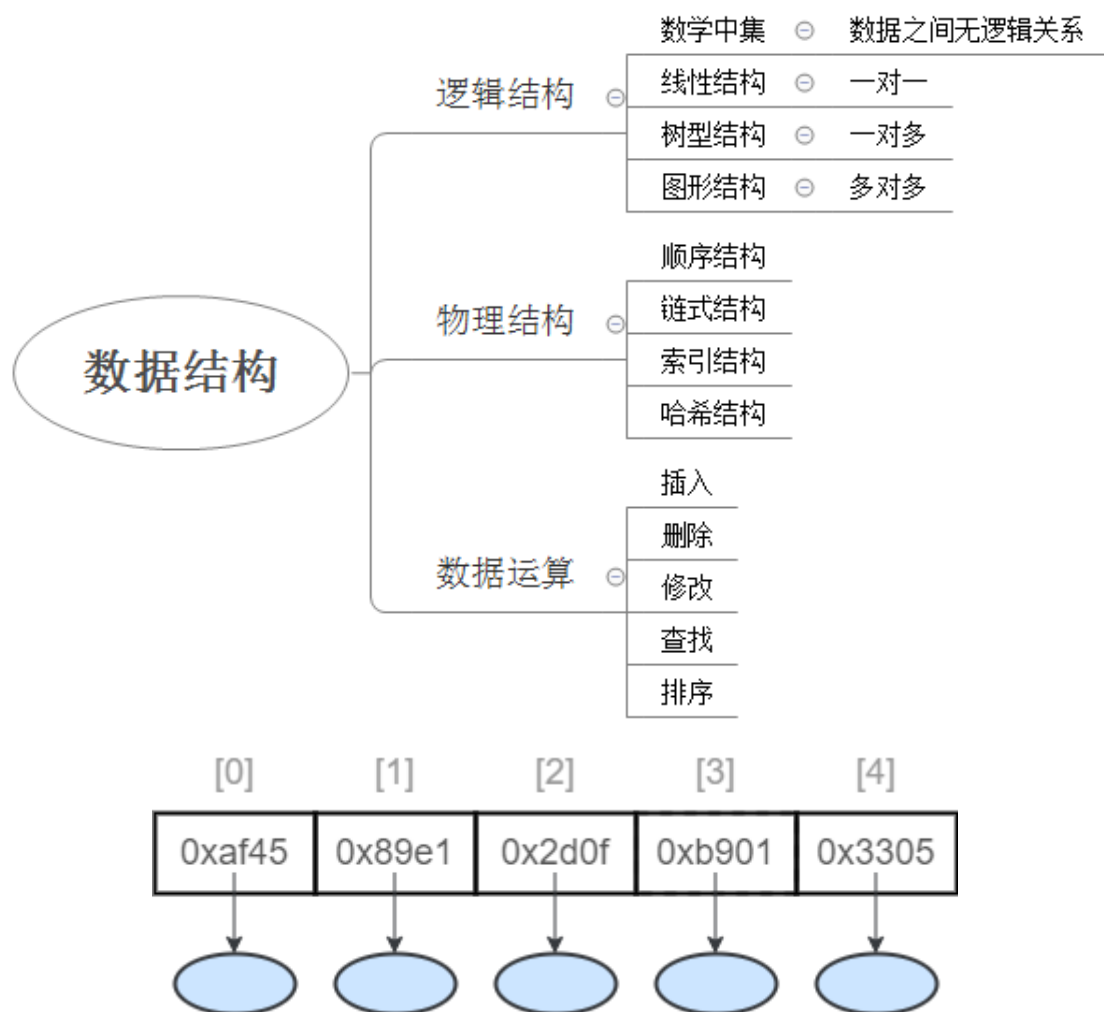 数学中集 数据之间无逻辑关系
逻辑结构
线性结构 一对一
树型结构 一对多
图形结构 多对多
顺序结构
物理结构
链式结构
索引结构
数据结构
哈希结构
插入
删除
数据运算
修改
查找
排序
[0] [1] [2] [3] [4]
0xaf45 0x89e1 0x2d0f 0xb901 0x3305